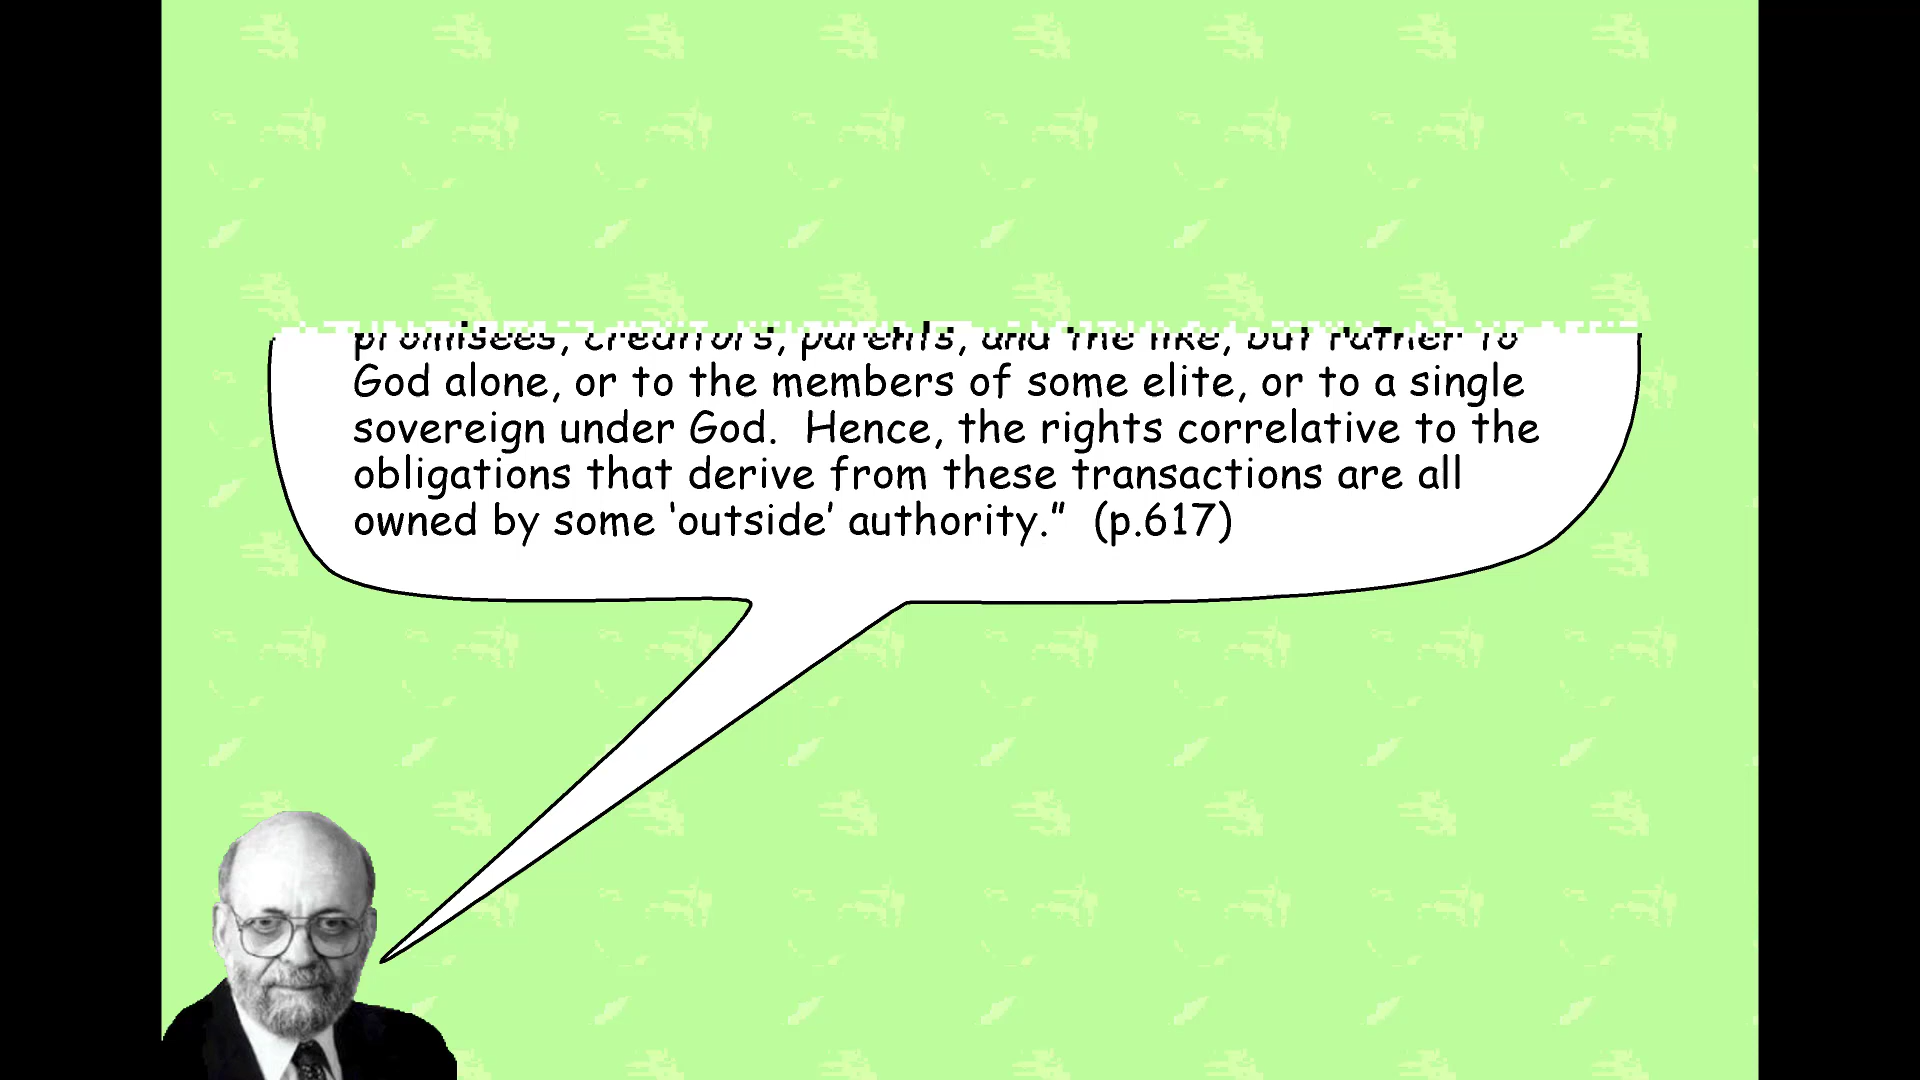 promisees, creditors, parents, and the like, but rather to
God alone, or to the members of some elite, or to a single
sovereign under God.  Hence, the rights correlative to the
obligations that derive from these transactions are all
owned by some ‘outside’ authority.”  (p.617)